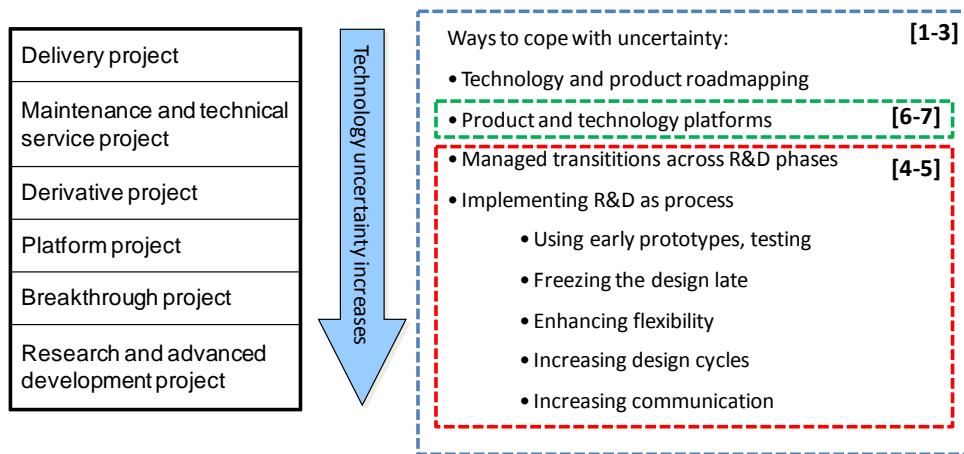 Delivery project
Maintenance and technical
service project
Derivative project
Platform project
Breakthrough project
Research and advanced
development project
Technology uncertainty increases
Ways to cope with uncertainty:
[1-3]
• Technology and product roadmapping
• Product and technology platforms
[6-7]
• Managed transititions across R&D phases
[4-5]
• Implementing R&D as process
• Using early prototypes, testing
• Freezing the design late
• Enhancing flexibility
• Increasing design cycles
• Increasing communication